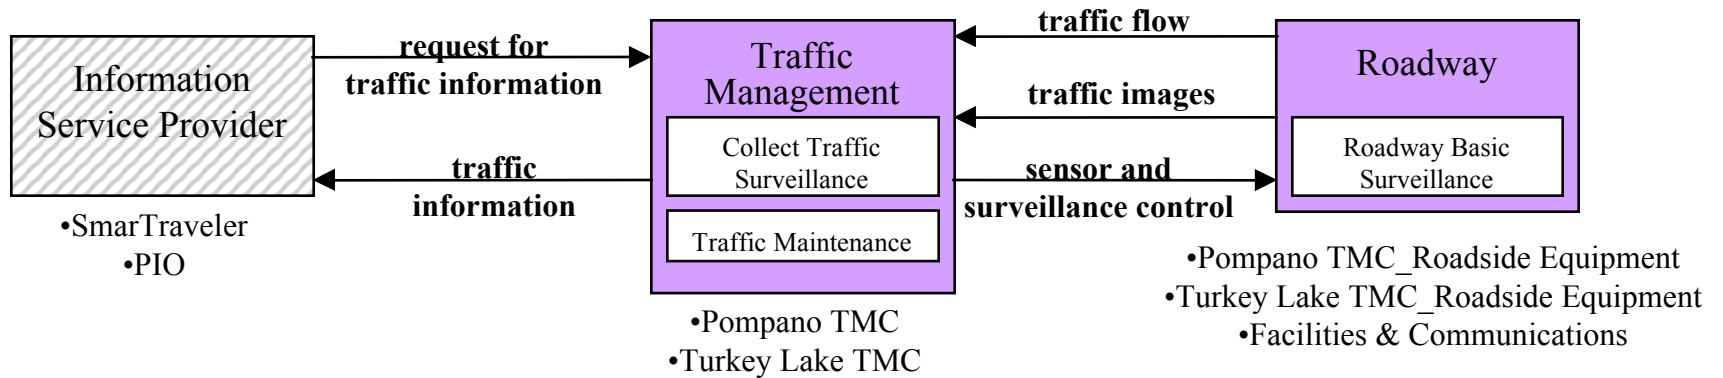 Information
Service Provider
•SmarTraveler
•PIO
request for
traffic information
traffic
information
Traffic
Management
Collect Traffic
Surveillance
Traffic Maintenance
•Pompano TMC
•Turkey Lake TMC
traffic flow
traffic images
sensor and
surveillance control
Roadway
Roadway Basic
Surveillance
•Pompano TMC_Roadside Equipment
•Turkey Lake TMC_Roadside Equipment
•Facilities & Communications